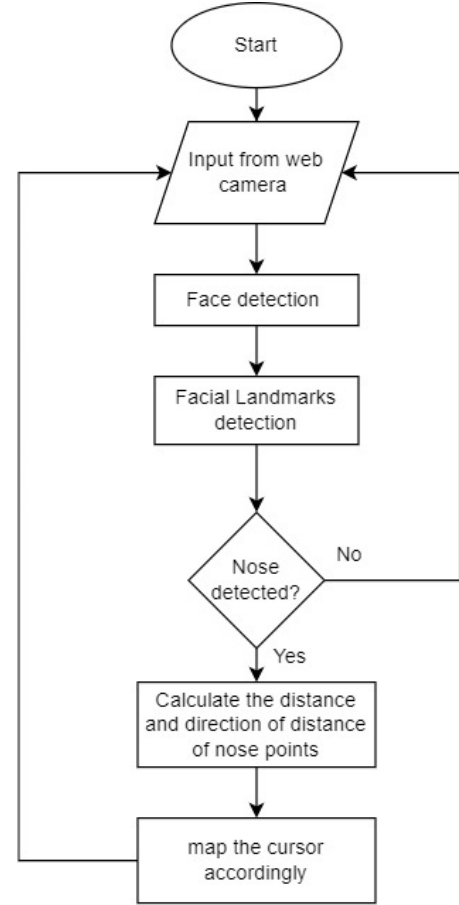 Start
Input from web
camera
Face detection
Facial Landmarks
detection
Nose
detected?
No
Yes
Calculate the distance
and direction of distance
of nose points
map the cursor
accordingly